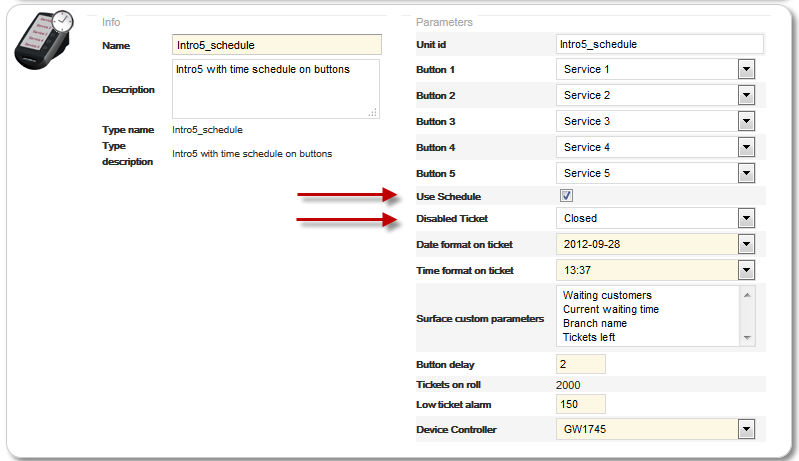 Info
Name
Intro5_schedule
Description
Intro5 with time schedule on buttons
Type name
Intro5_schedule
Type
description
Intro5 with time schedule on buttons
Parameters
Unit id
Intro5_schedule
Button 1
Service 1
Button 2
Service 2
Button 3
Service 3
Button 4
Service 4
Button 5
Service 5
Use Schedule
Disabled Ticket
Closed
Date format on ticket
2012-09-28
Time format on ticket
13:37
Surface custom parameters
Waiting customers
Current waiting time
Branch name
Tickets left
Button delay
2
Tickets on roll
2000
Low ticket alarm
150
Device Controller
GW1745